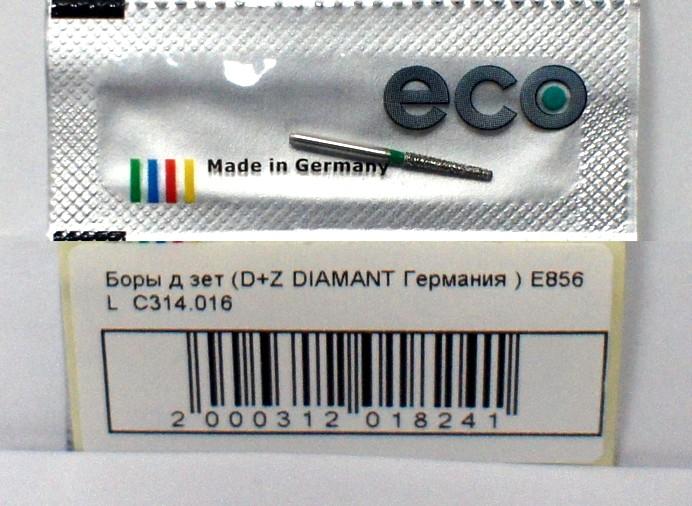 eco
Made in Germany
Боры д зет (D+Z DIAMANT Германия ) E856
L C314.016
2 000312 018241